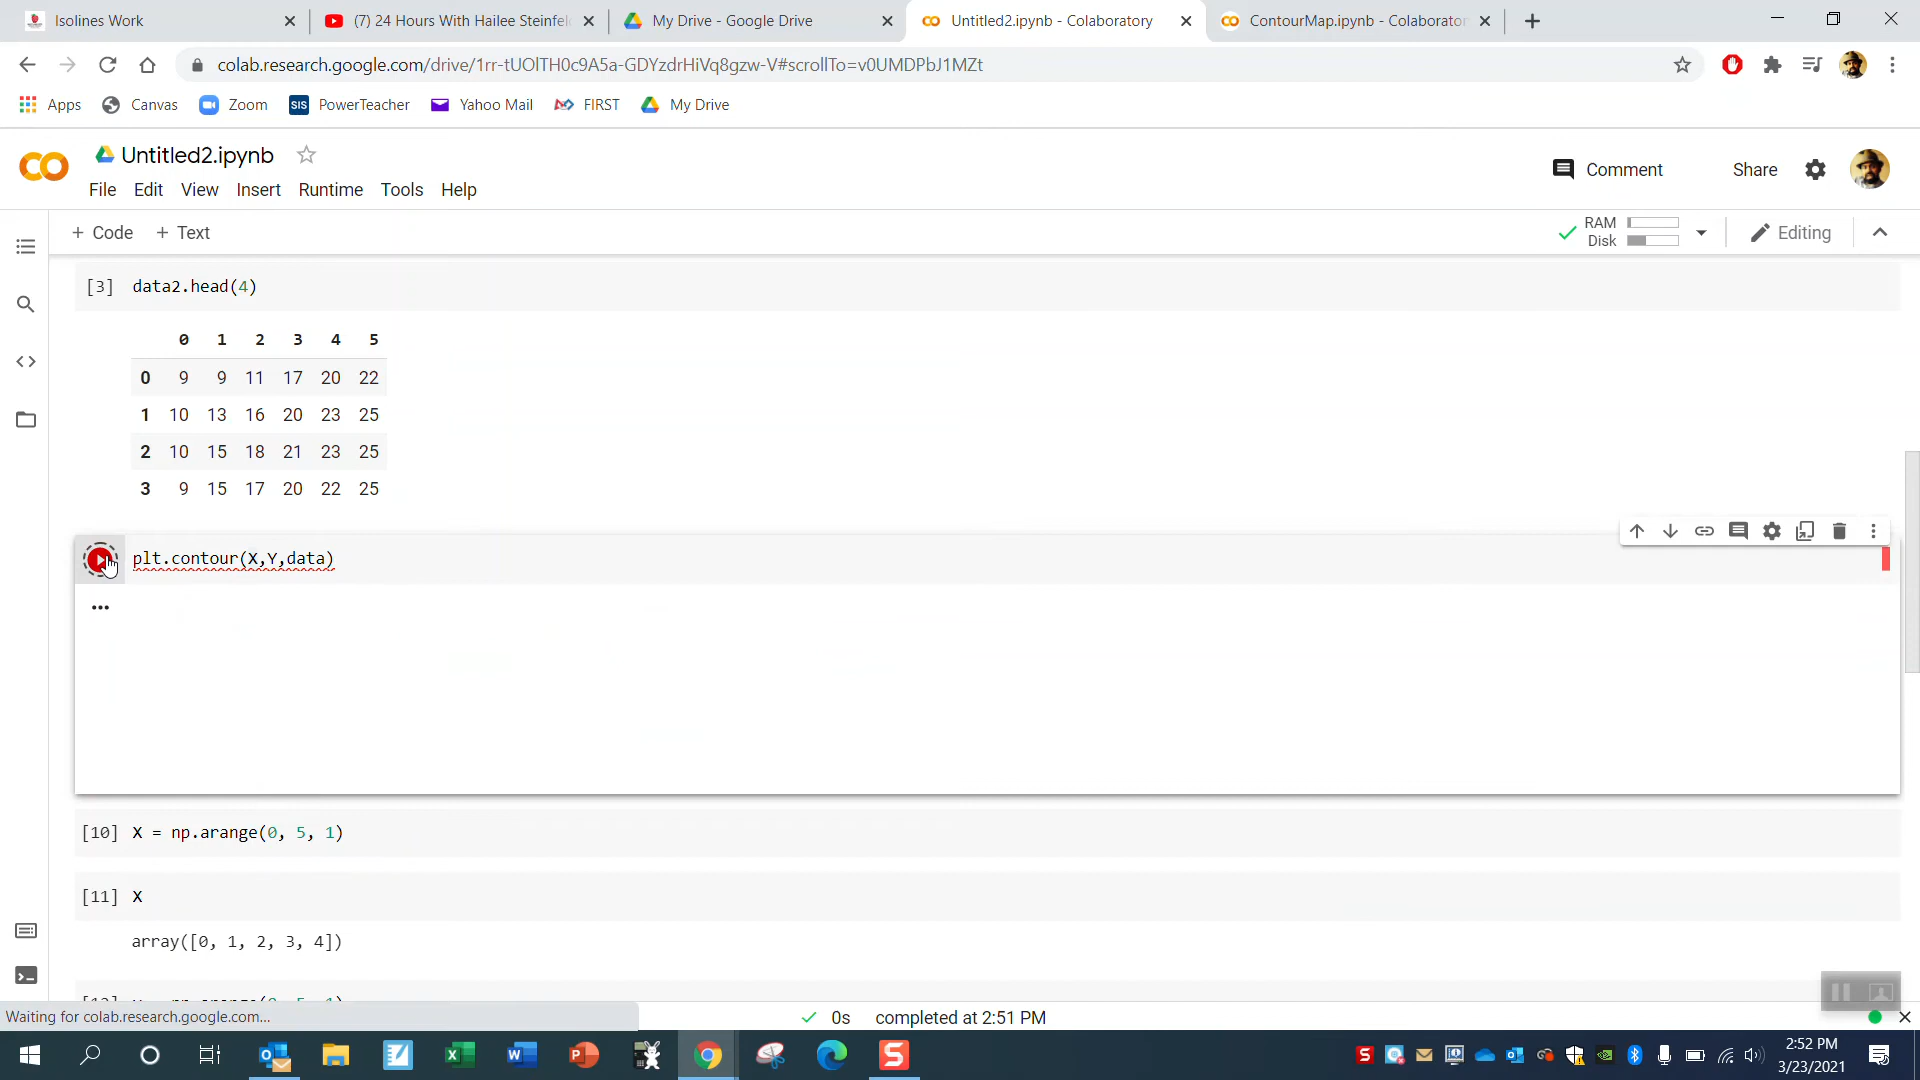 Isolines Work
(7) 24 Hours With Hailee Steinfel
My Drive - Google Drive
Untitled2.ipynb - Colaboratory
ContourMap.ipynb - Colaborator
colab.research.google.com/drive/1rr-tUOlTH0c9A5a-GDYzdrHiVq8gzw-V#scrollTo=v0UMDPbJ1MZt
Apps
Canvas
Zoom
SIS PowerTeacher
Yahoo Mail
FIRST
My Drive
Untitled2.ipynb
Comment
Share
File Edit View Insert Runtime Tools Help
+ Code + Text
RAM
Disk
Editing
[3] data2.head(4)
0 1 2 3 4 5
0 9 9 11 17 20 22
1 10 13 16 20 23 25
2 10 15 18 21 23 25
3 9 15 17 20 22 25
plt.contour(X,Y,data)
[10] X = np.arange(0, 5, 1)
[11] X
array([0, 1, 2, 3, 4])
Waiting for colab.research.google.com...
0s completed at 2:51 PM
2:52 PM
3/23/2021